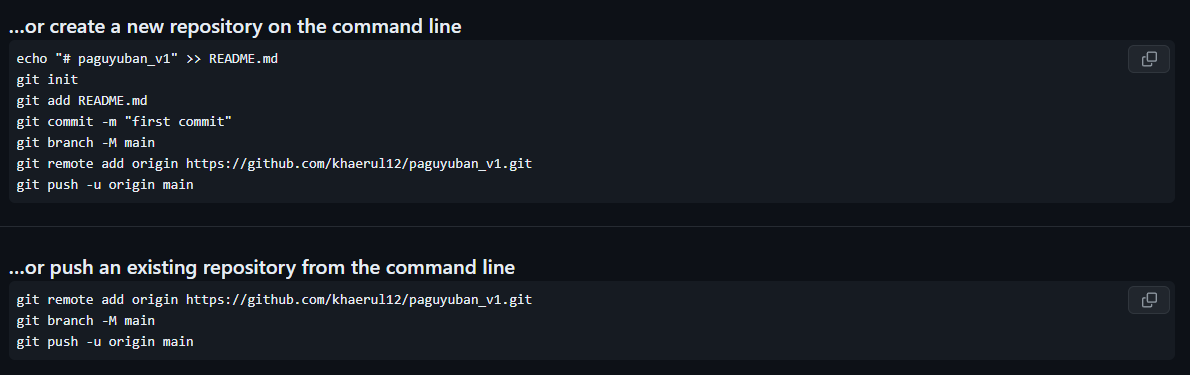 ...or create a new repository on the command line
echo "# paguyuban_v1" >> README.md
git init
git add README.md
git commit -m "first commit"
git branch -M main
git remote add origin https://github.com/khaerul12/paguyuban_v1.git
git push -u origin main
...or push an existing repository from the command line
git remote add origin https://github.com/khaerul12/paguyuban_v1.git
git branch -M main
git push -u origin main